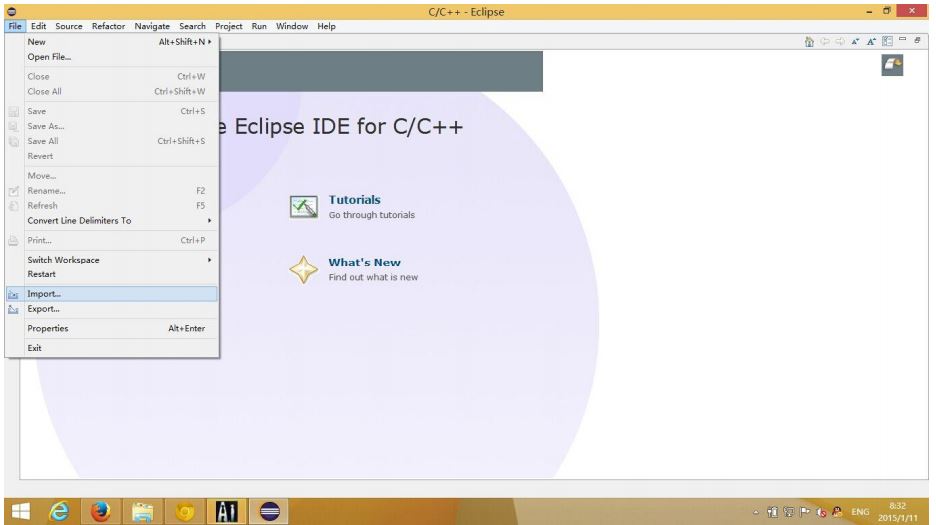 C/C++ - Eclipse
File Edit Source Refactor Navigate Search Project Run Window Help
New Alt+Shift+N
Open File...
Close Ctrl+W
Close All Ctrl+Shift+W
Save Ctrl+S
Save As...
Save All Ctrl+Shift+S
Revert
Move...
Rename... F2
Refresh F5
Convert Line Delimiters To
Print... Ctrl+P
Switch Workspace
Restart
Import...
Export...
Properties Alt+Enter
Exit
e Eclipse IDE for C/C++
Tutorials
Go through tutorials
What's New
Find out what is new
AI
ENG
8:32
2015/1/11